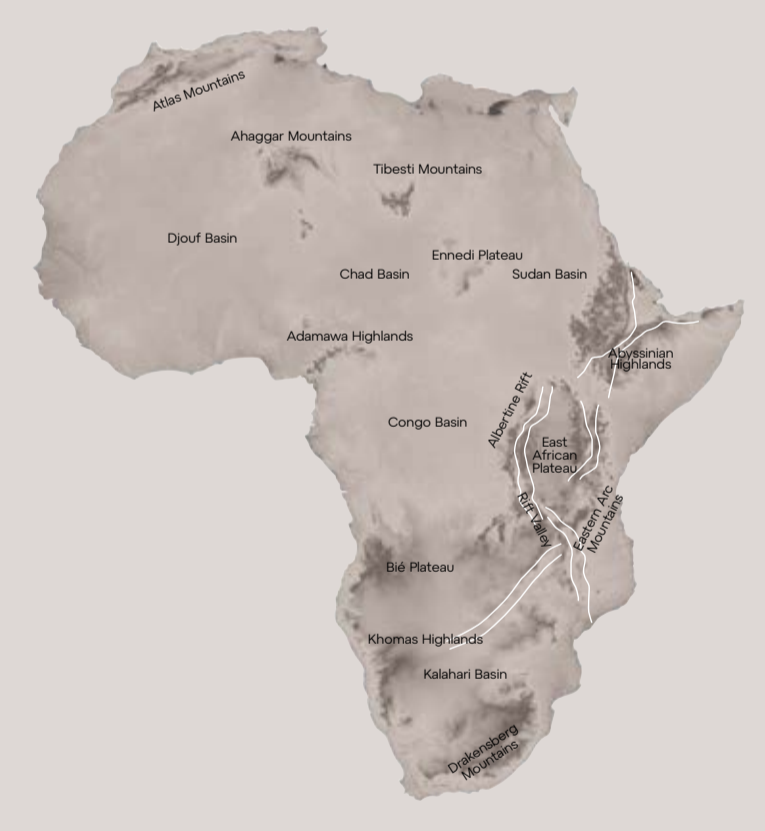 Atlas Mountains
Ahaggar Mountains
Tibesti Mountains
Djouf Basin
Ennedi Plateau
Chad Basin
Sudan Basin
Adamawa Highlands
Abyssinian
Highlands
Albertine Rift
Congo Basin
East
African
Plateau
Rift Valley
Eastern Arc
Mountains
Bié Plateau
Khomas Highlands
Kalahari Basin
Drakensberg
Mountains